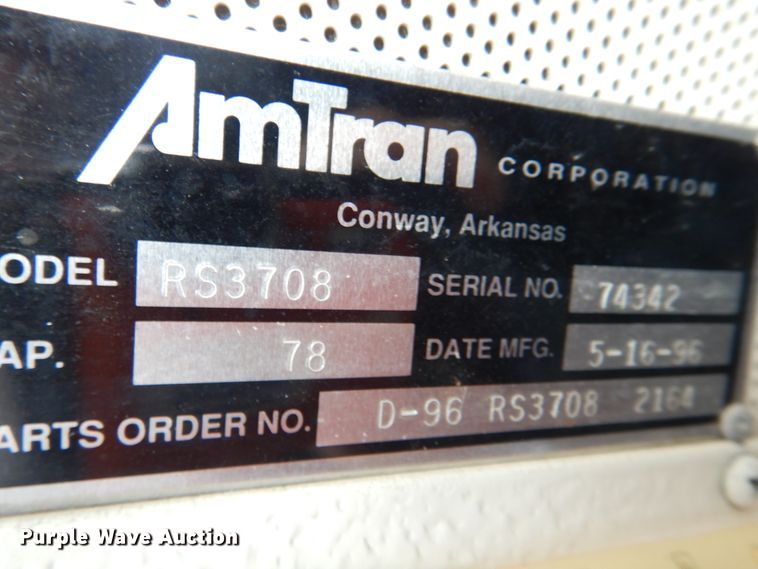 AmTran CORPORATION
Conway, Arkansas
ODEL RS3708 SERIAL NO. 74342
AP. 78 DATE MFG. 5-16-96
ARTS ORDER NO. D-96 RS3708 2164
Purple Wave Auction